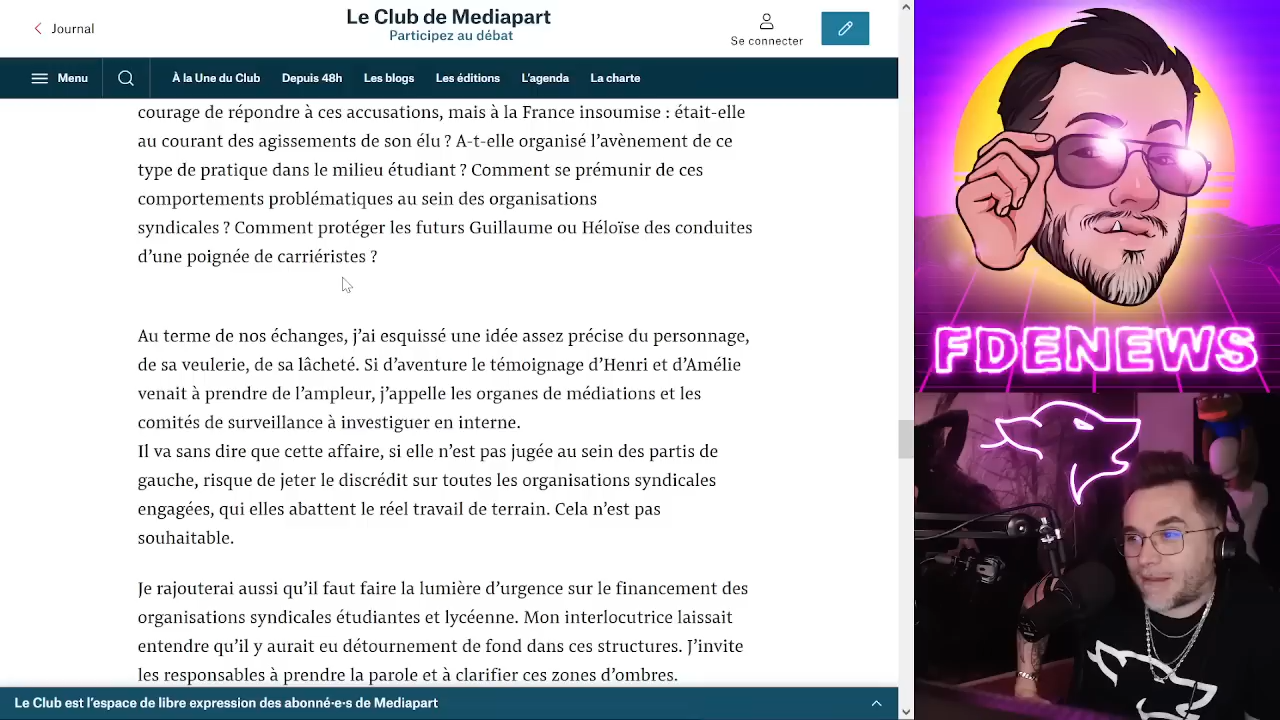 Journal
Le Club de Mediapart
Participez au débat
Se connecter
Menu
À la Une du Club
Depuis 48h
Les blogs
Les éditions
L'agenda
La charte
courage de répondre à ces accusations, mais à la France insoumise : était-elle
au courant des agissements de son élu ? A-t-elle organisé l’avènement de ce
type de pratique dans le milieu étudiant ? Comment se prémunir de ces
comportements problématiques au sein des organisations
syndicales ? Comment protéger les futurs Guillaume ou Héloïse des conduites
d’une poignée de carriéristes ?
Au terme de nos échanges, j’ai esquissé une idée assez précise du personnage,
de sa veulerie, de sa lâcheté. Si d’aventure le témoignage d’Henri et d’Amélie
venait à prendre de l’ampleur, j’appelle les organes de médiations et les
comités de surveillance à investiguer en interne.
Il va sans dire que cette affaire, si elle n’est pas jugée au sein des partis de
gauche, risque de jeter le discrédit sur toutes les organisations syndicales
engagées, qui elles abattent le réel travail de terrain. Cela n’est pas
souhaitable.
Je rajouterai aussi qu’il faut faire la lumière d’urgence sur le financement des
organisations syndicales étudiantes et lycéenne. Mon interlocutrice laissait
entendre qu’il y aurait eu détournement de fond dans ces structures. J’invite
les responsables à prendre la parole et à clarifier ces zones d’ombres.
Le Club est l'espace de libre expression des abonné·e·s de Mediapart
FDENEWS